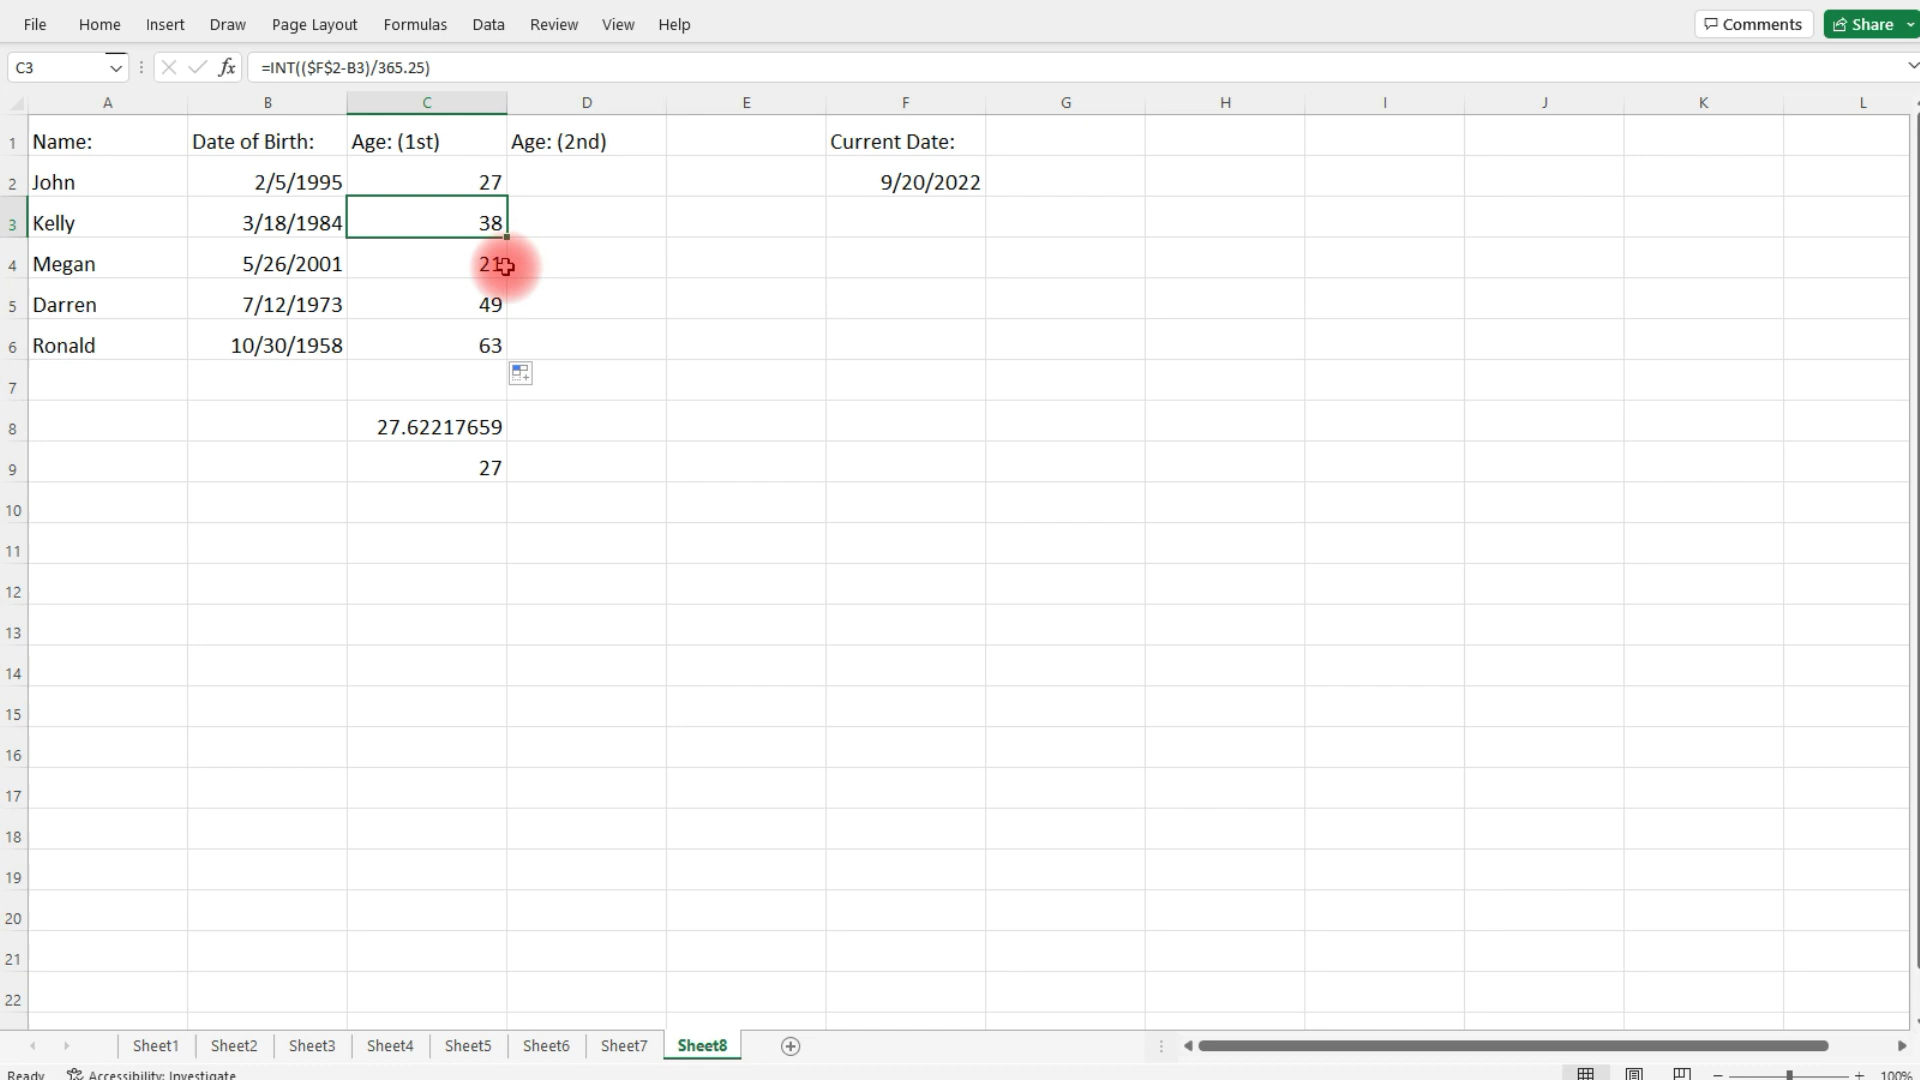 File Home Insert Draw Page Layout Formulas Data Review View Help Comments Share
C3 fx =INT(($F$2-B3)/365.25)
A B C D E F G H I J K L
1 Name: Date of Birth: Age: (1st) Age: (2nd) Current Date:
2 John 2/5/1995 27 9/20/2022
3 Kelly 3/18/1984 38
4 Megan 5/26/2001 21
5 Darren 7/12/1973 49
6 Ronald 10/30/1958 63
7
8 27.62217659
9 27
10
11
12
13
14
15
16
17
18
19
20
21
22
Sheet1 Sheet2 Sheet3 Sheet4 Sheet5 Sheet6 Sheet7 Sheet8
Ready Accessibility: Investigate 100%